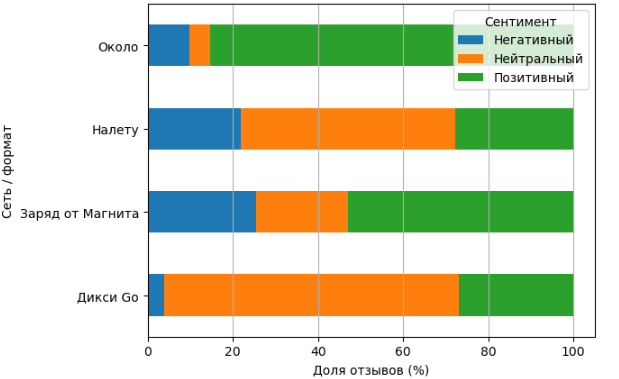 Сентимент
Негативный
Нейтральный
Позитивный
Около
Налету
Заряд от Магнита
Дикси Go
Сеть / формат
0 20 40 60 80 100
Доля отзывов (%)